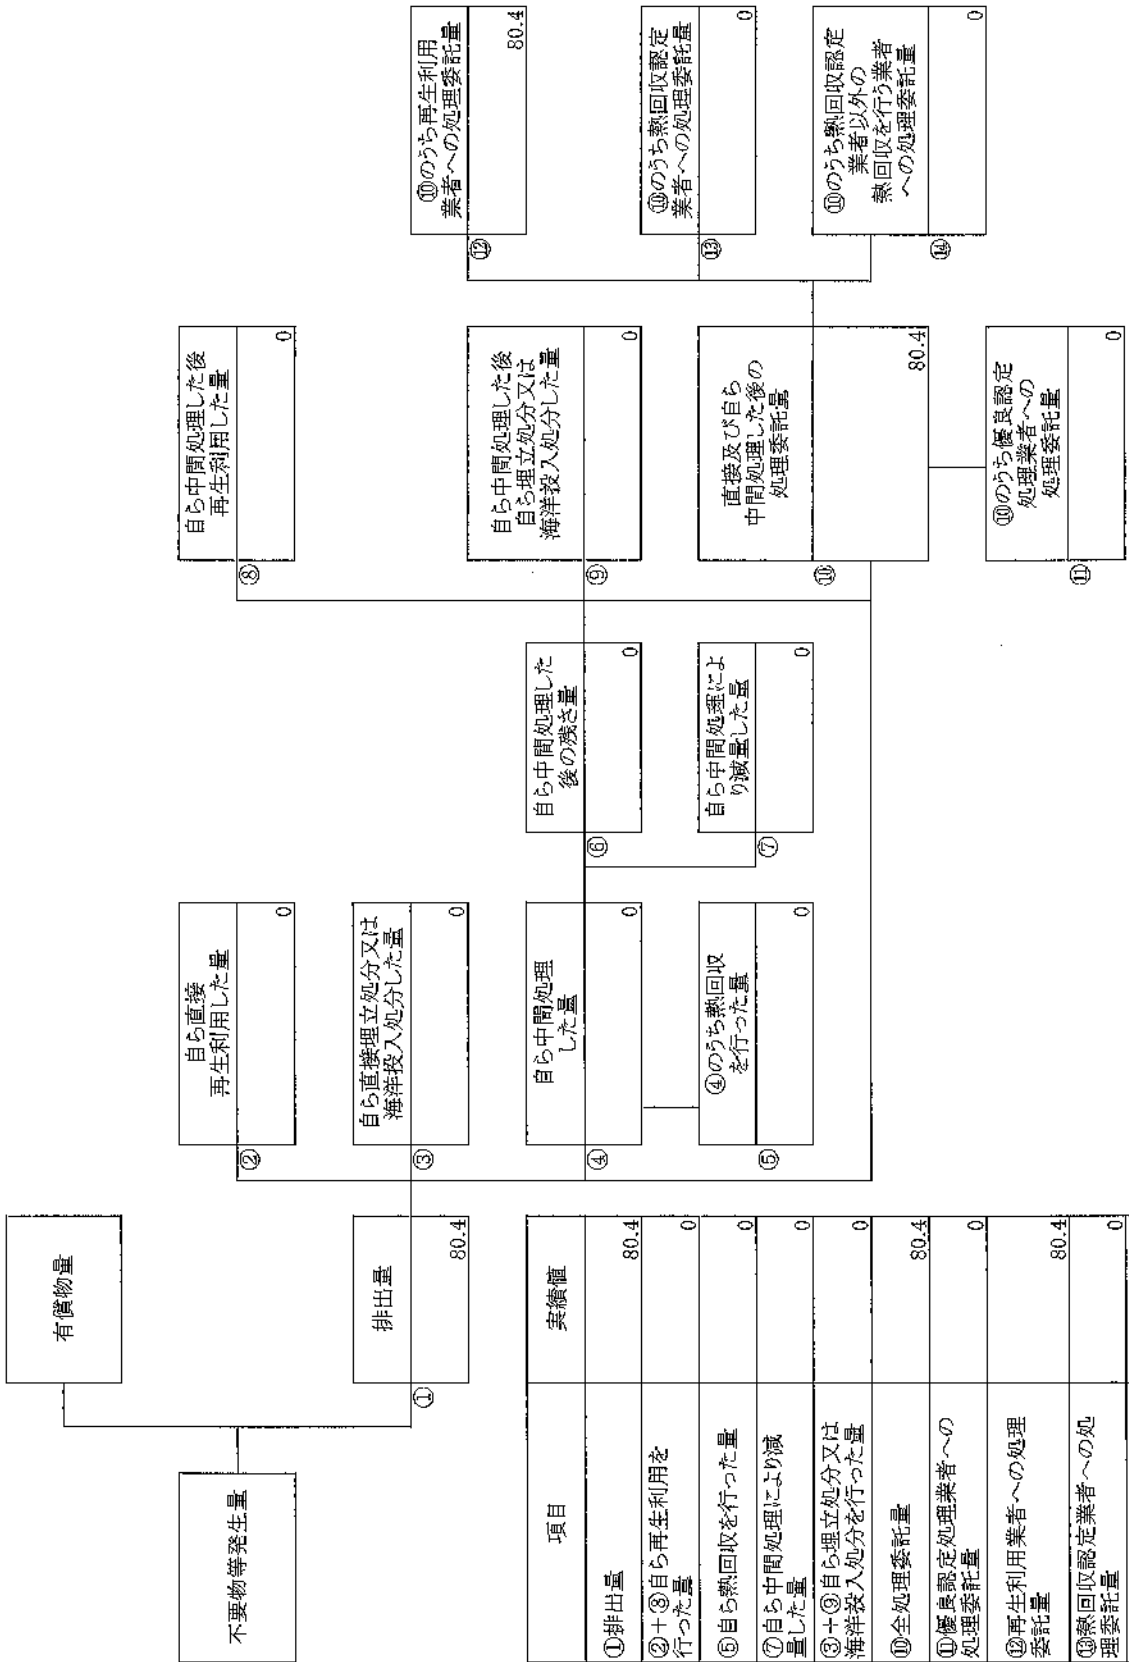 不要物等発生量
有償物量
①
排出量
80.4
②
自ら直接
再生利用した量
0
③
自ら直接埋立処分又は
海洋投入処分した量
0
④
自ら中間処理
した量
0
⑤
④のうち熱回収
を行った量
0
⑥
自ら中間処理した
後の残さ量
0
⑦
自ら中間処理によ
り減量した量
0
⑧
自ら中間処理した後
再生利用した量
0
⑨
自ら中間処理した後
自ら埋立処分又は
海洋投入処分した量
0
⑩
直接及び自ら
中間処理した後の
処理委託量
80.4
⑪
⑩のうち優良認定
処理業者への
処理委託量
0
⑫
⑩のうち再生利用
業者への処理委託量
80.4
⑬
⑩のうち熱回収認定
業者への処理委託量
0
⑭
⑩のうち熱回収認定
業者以外の
熱回収を行う業者
への処理委託量
0
項目 実績値
①排出量 80.4
②+⑧自ら再生利用を
行った量 0
⑤自ら熱回収を行った量 0
⑦自ら中間処理により減
量した量 0
③+⑨自ら埋立処分又は
海洋投入処分を行った量 0
⑩全処理委託量 80.4
⑪優良認定処理業者への
処理委託量 0
⑫再生利用業者への処理
委託量 80.4
⑬熱回収認定業者への処
理委託量 0